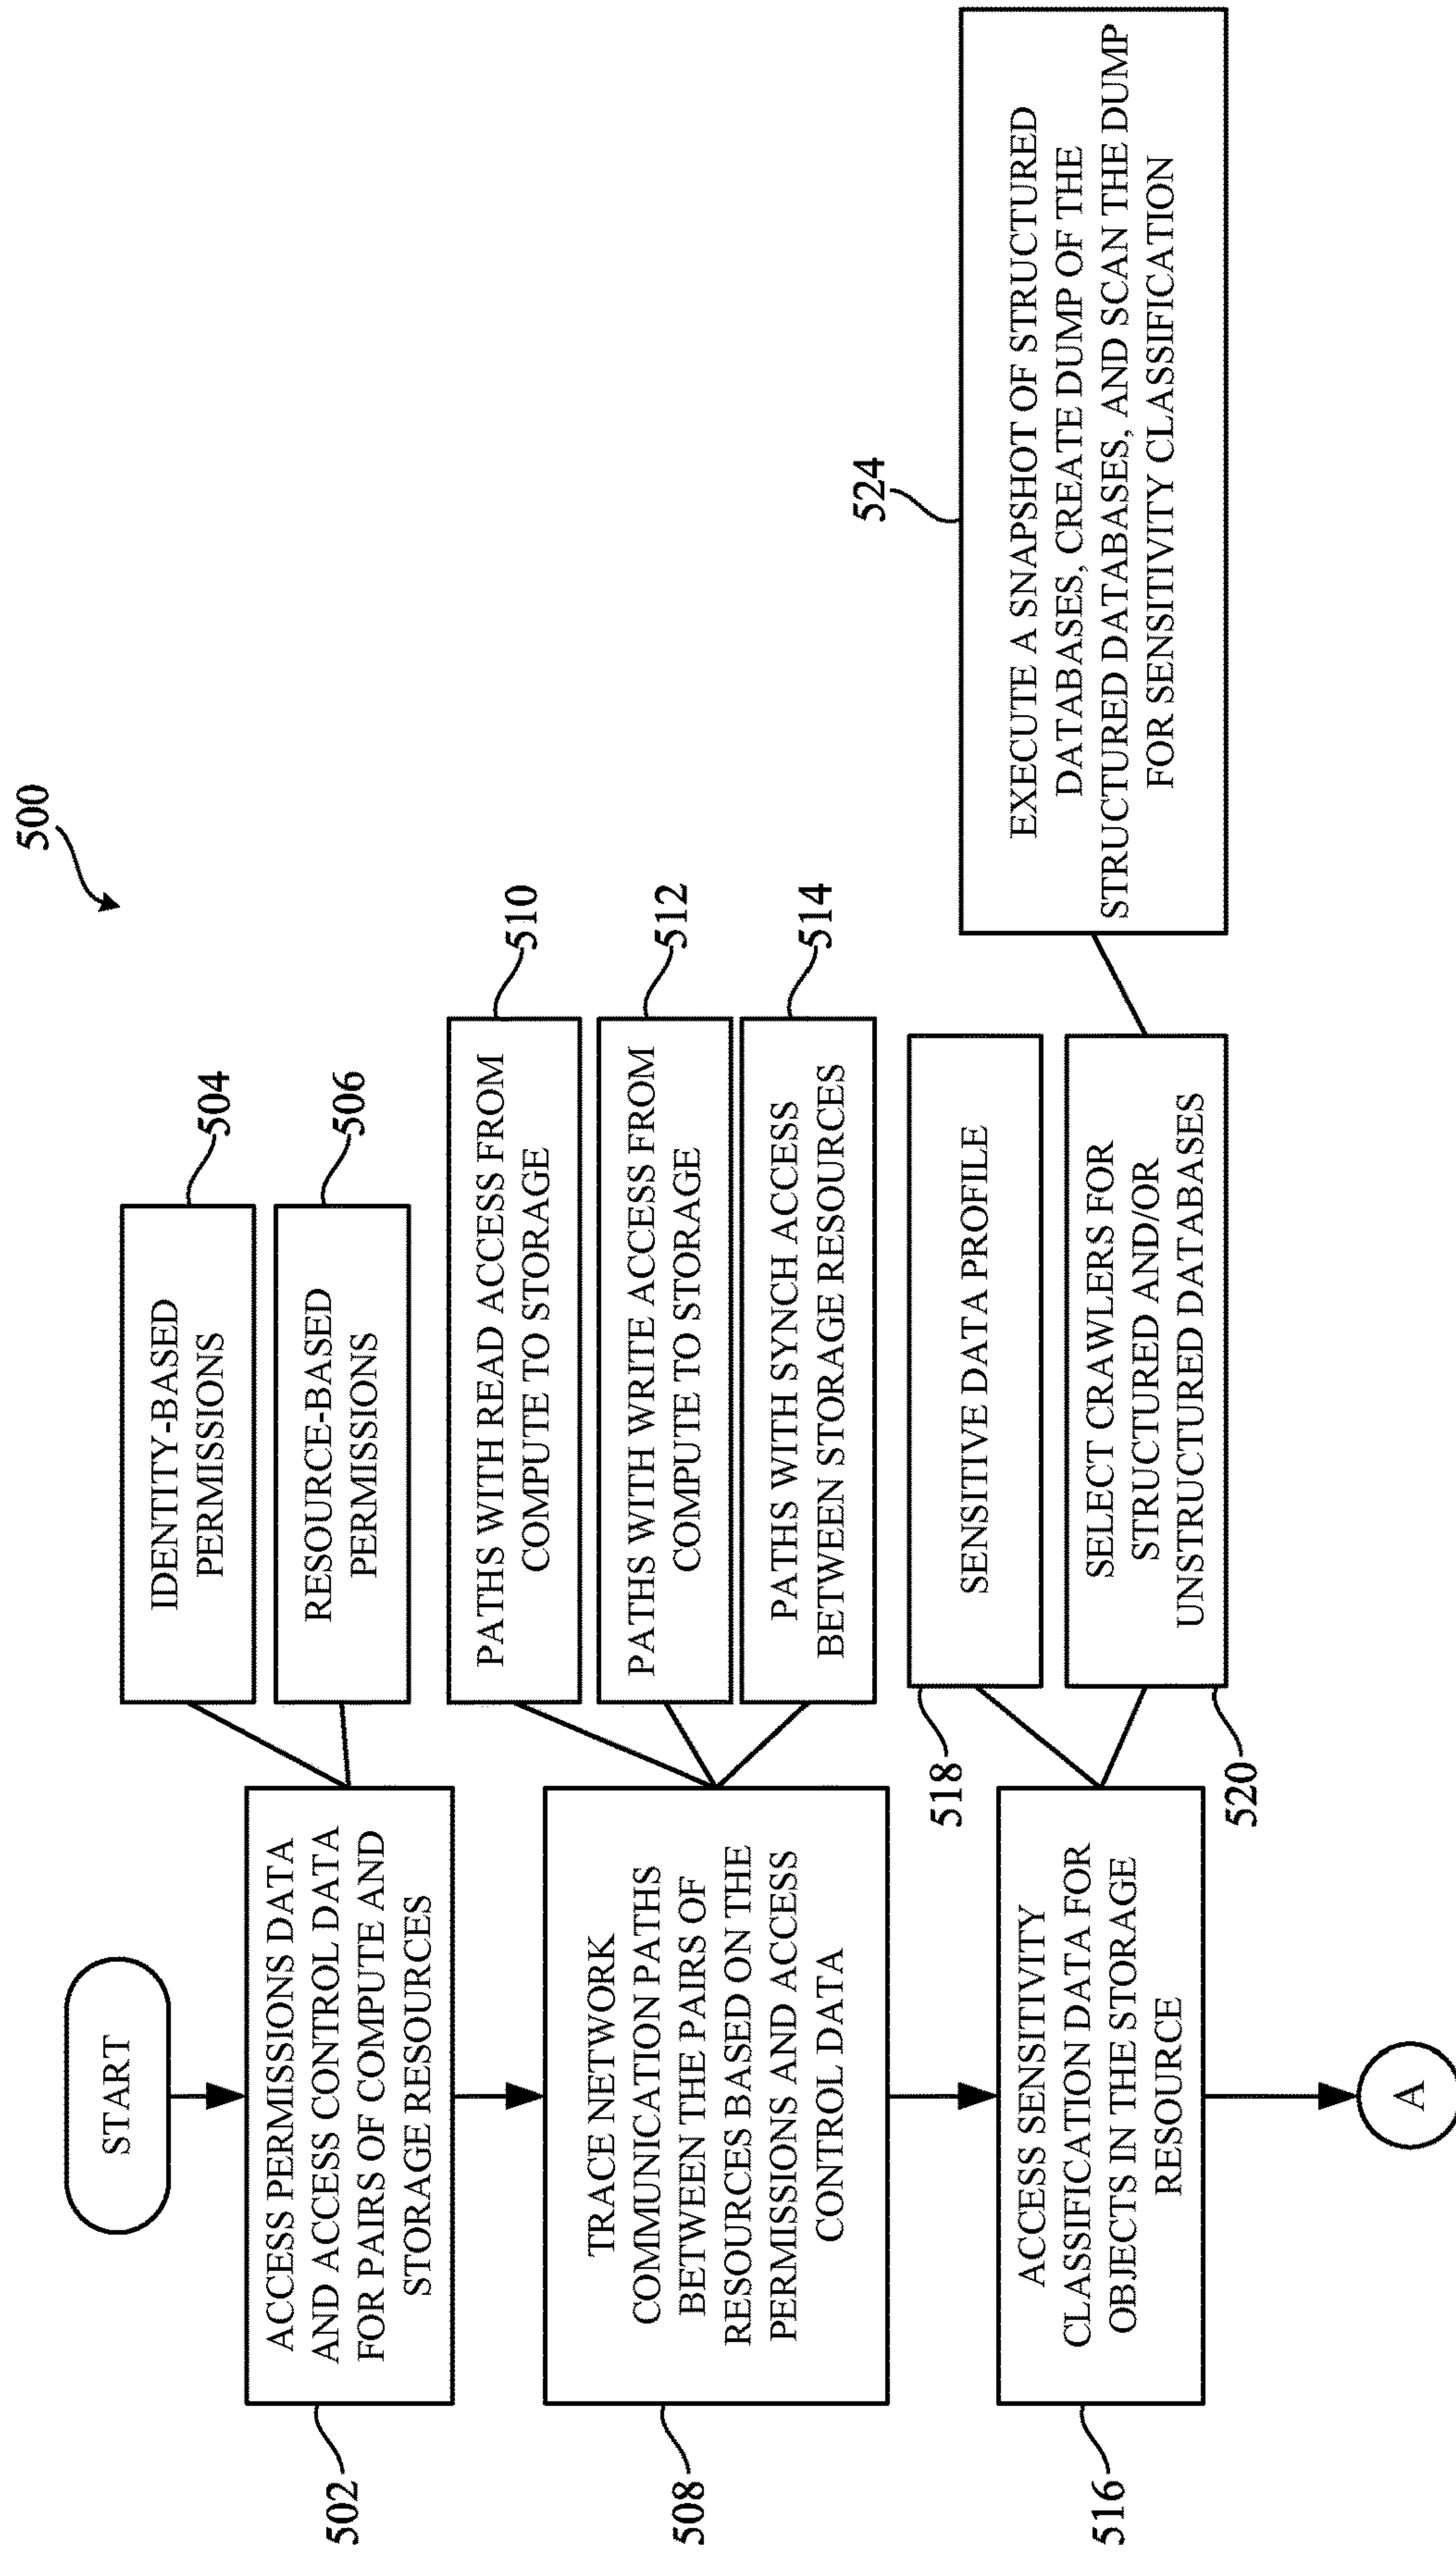 500
START
502
ACCESS PERMISSIONS DATA
AND ACCESS CONTROL DATA
FOR PAIRS OF COMPUTE AND
STORAGE RESOURCES
IDENTITY-BASED
PERMISSIONS
504
RESOURCE-BASED
PERMISSIONS
506
508
TRACE NETWORK
COMMUNICATION PATHS
BETWEEN THE PAIRS OF
RESOURCES BASED ON THE
PERMISSIONS AND ACCESS
CONTROL DATA
PATHS WITH READ ACCESS FROM
COMPUTE TO STORAGE
510
PATHS WITH WRITE ACCESS FROM
COMPUTE TO STORAGE
512
PATHS WITH SYNCH ACCESS
BETWEEN STORAGE RESOURCES
514
516
ACCESS SENSITIVITY
CLASSIFICATION DATA FOR
OBJECTS IN THE STORAGE
RESOURCE
518
SENSITIVE DATA PROFILE
520
SELECT CRAWLERS FOR
STRUCTURED AND/OR
UNSTRUCTURED DATABASES
524
EXECUTE A SNAPSHOT OF STRUCTURED
DATABASES, CREATE DUMP OF THE
STRUCTURED DATABASES, AND SCAN THE DUMP
FOR SENSITIVITY CLASSIFICATION
A